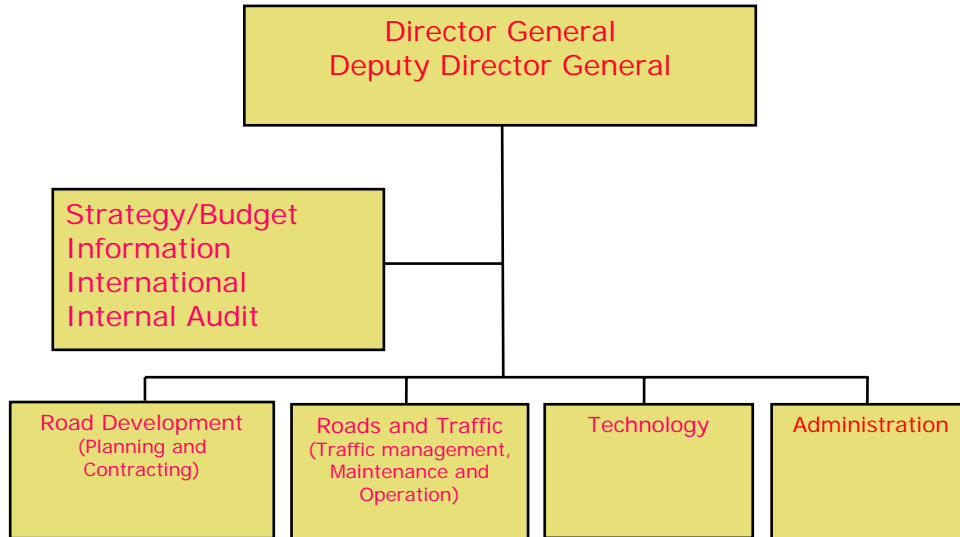 Director General
Deputy Director General
Strategy/Budget
Information
International
Internal Audit
Road Development
(Planning and
Contracting)
Roads and Traffic
(Traffic management,
Maintenance and
Operation)
Technology
Administration